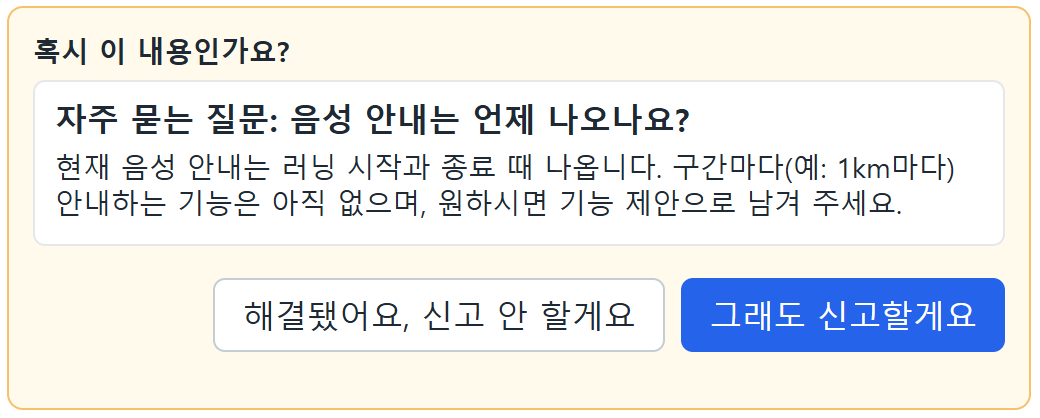 혹시 이 내용인가요?
자주 묻는 질문: 음성 안내는 언제 나오나요?
현재 음성 안내는 러닝 시작과 종료 때 나옵니다. 구간마다(예: 1km마다)
안내하는 기능은 아직 없으며, 원하시면 기능 제안으로 남겨 주세요.
해결됐어요, 신고 안 할게요
그래도 신고할게요